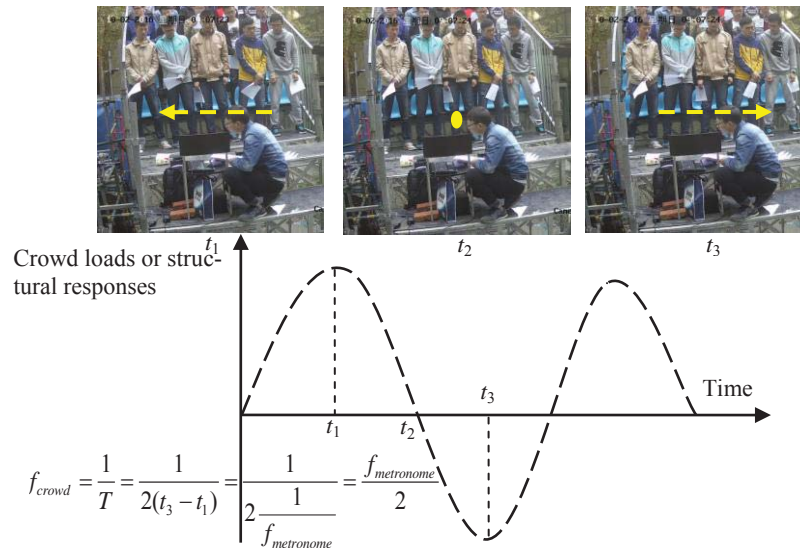 t₁
t₂
t₃
Crowd loads or struc-
tural responses
Time
t₁
t₂
t₃
f_crowd = 1/T = 1/(2(t₃ − t₁)) = 1/(2 1/f_metronome) = f_metronome/2